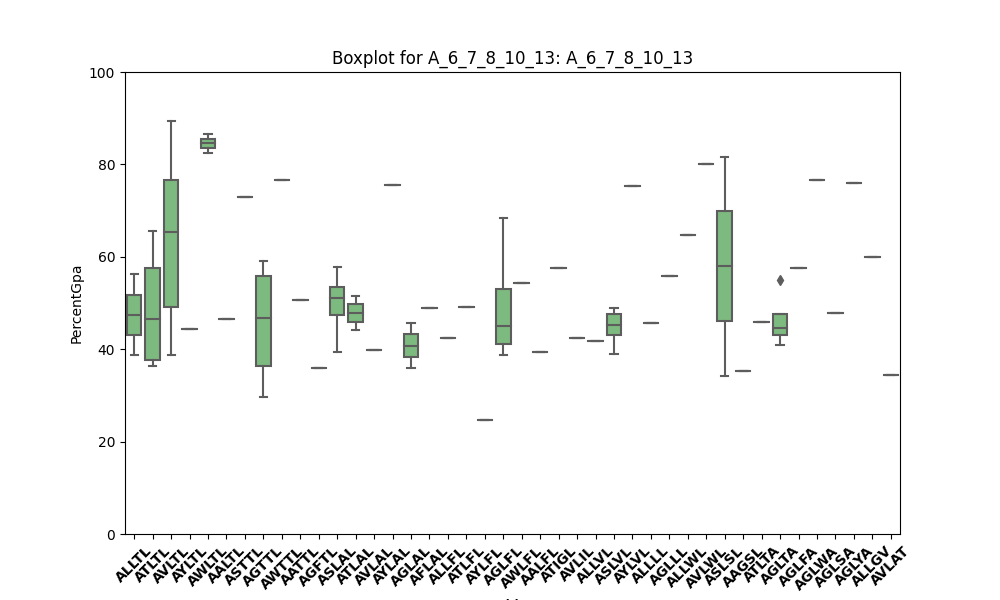 Boxplot for A_6_7_8_10_13: A_6_7_8_10_13
100
80
60
40
20
0
PercentGpa
ALLTL
ATLTL
AVLTL
AYLTL
AWLTL
AALTL
ASTTL
AGTTL
AWTTL
AATTL
AGFTL
ASLAL
ATLAL
AVLAL
AYLAL
AGLAL
AFLAL
ALLFL
ATLFL
AYLFL
AGLFL
AWLFL
AALFL
ATIGL
AVLIL
ALLVL
ASLVL
AYLVL
ALLLL
AGLLL
ALLWL
AVLWL
ASLSL
AAGSL
ATLTA
AGLTA
AGLFA
AGLWA
AGLSA
AGLYA
ALLGV
AVLAT